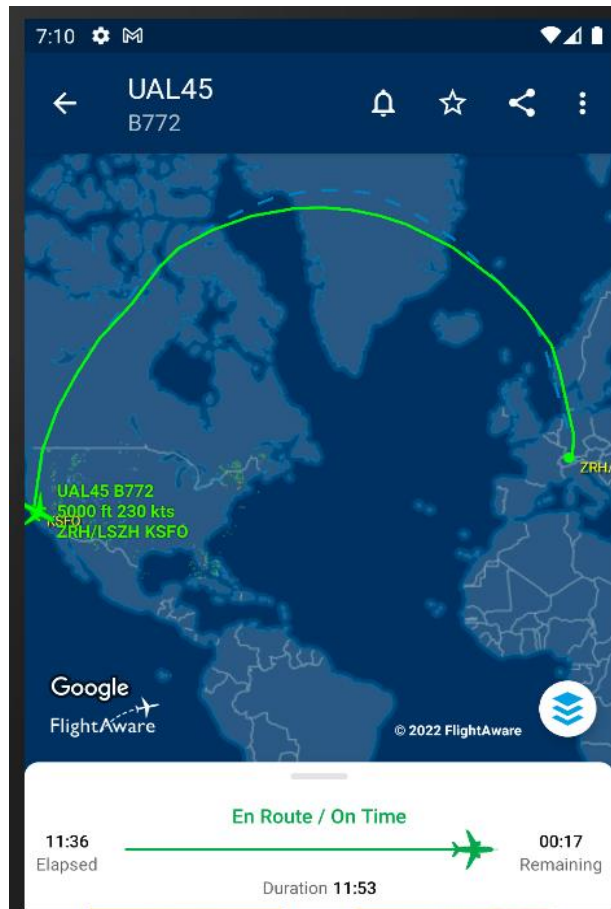 7:10
UAL45
B772
UAL45 B772
5000 ft 230 kts
KSFO
ZRH/LSZH KSFO
ZRH/
Google
FlightAware
© 2022 FlightAware
En Route / On Time
11:36
Elapsed
00:17
Remaining
Duration 11:53